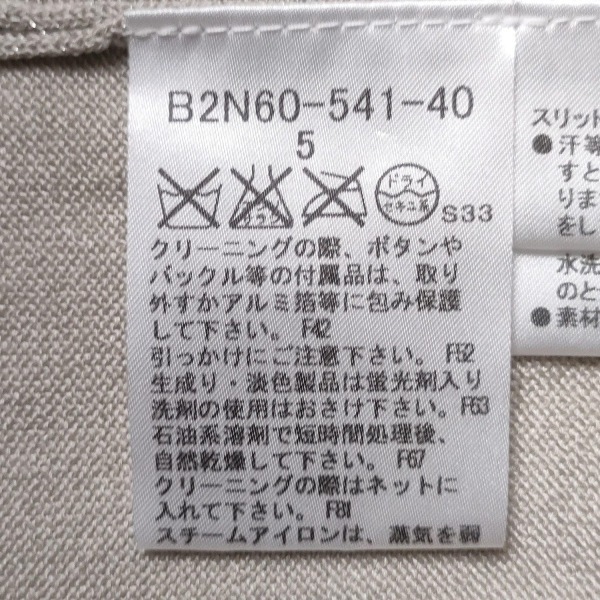 B2N60-541-40
5
エンソ
サラシ
ドライ
セキユ系
S33
クリーニングの際、ボタンや
バックル等の付属品は、取り
外すかアルミ箔等に包み保護
して下さい。 F42
引っかけにご注意下さい。 F52
生成り・淡色製品は蛍光剤入り
洗剤の使用はおさけ下さい。F63
石油系溶剤で短時間処理後、
自然乾燥して下さい。 F67
クリーニングの際はネットに
入れて下さい。 F81
スチームアイロンは、蒸気を弱
スリット
●汗等
すと
りま
をし
水洗
のと
●素材